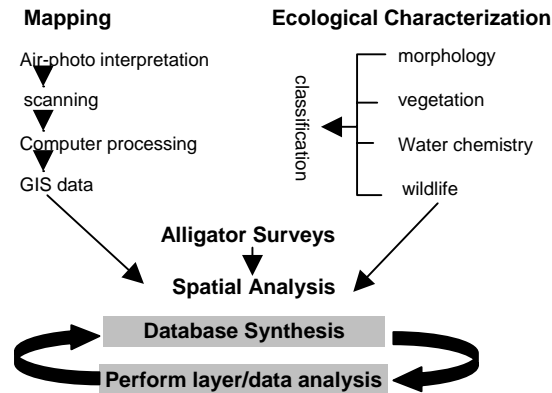 Mapping
Air-photo interpretation
scanning
Computer processing
GIS data
Ecological Characterization
classification
morphology
vegetation
Water chemistry
wildlife
Alligator Surveys
Spatial Analysis
Database Synthesis
Perform layer/data analysis